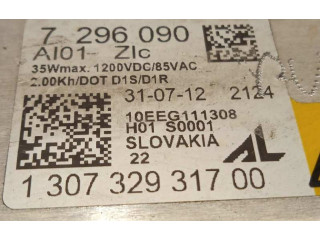 7 296 090
AI01- ZIc
35Wmax. 1200VDC/85VAC
2.00Kh/DOT D1S/D1R
31-07-12 2124
10EEG111308
H01 S0001
SLOVAKIA
22
AL
1 307 329 317 00